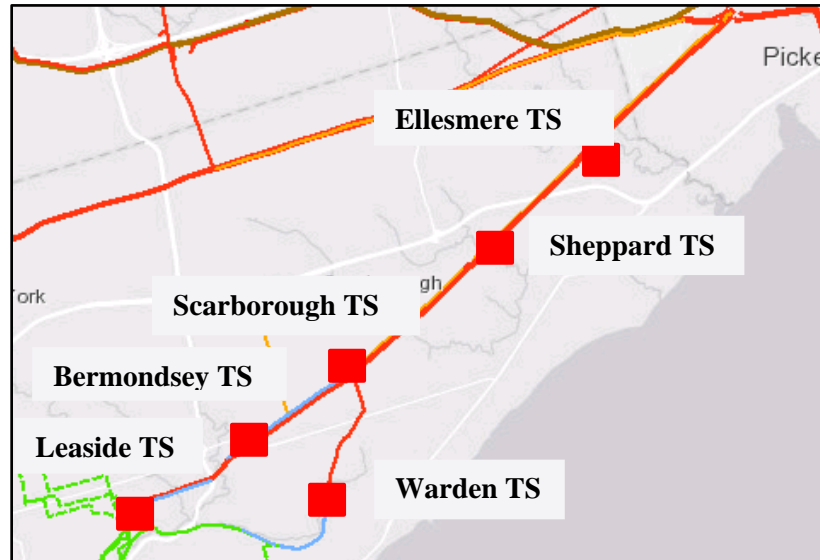 Picke
Ellesmere TS
Sheppard TS
gh
Scarborough TS
ork
Bermondsey TS
Leaside TS
Warden TS